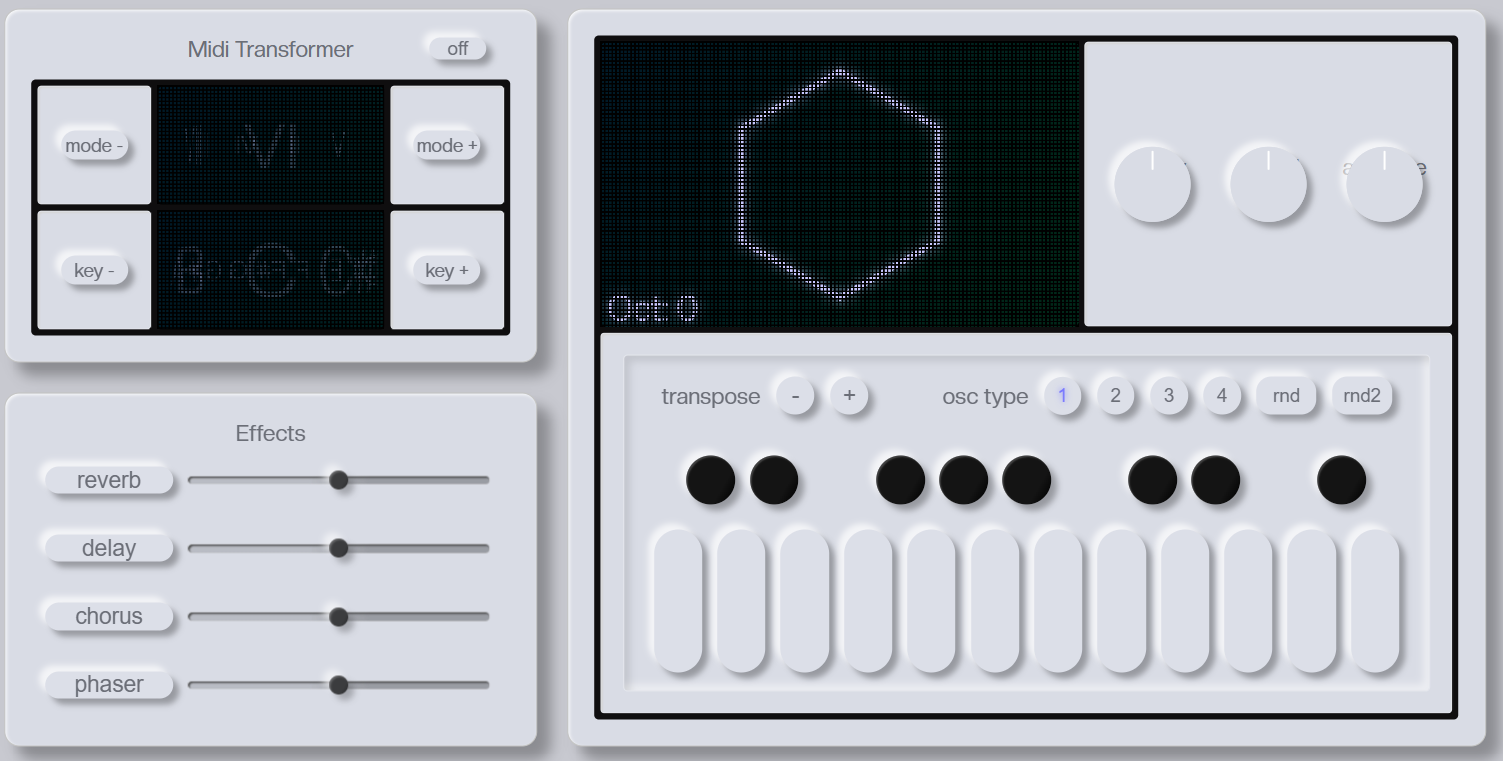 Midi Transformer
off
mode -
VI
V
mode +
key -
key +
Effects
reverb
delay
chorus
phaser
Oct: 0
transpose
-
+
osc type
1
2
3
4
rnd
rnd2